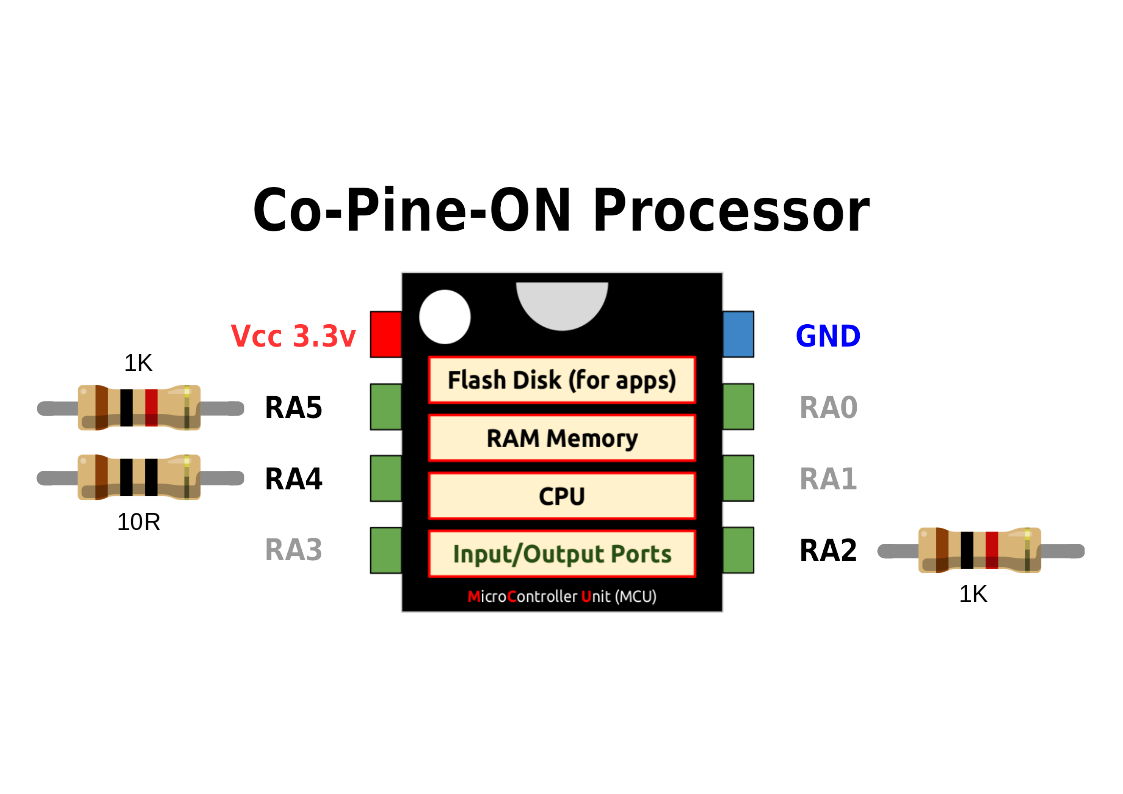 Co-Pine-ON Processor
Vcc 3.3v
GND
1K
Flash Disk (for apps)
RA5
RA0
RAM Memory
RA4
RA1
CPU
10R
RA3
Input/Output Ports
RA2
1K
MicroController Unit (MCU)